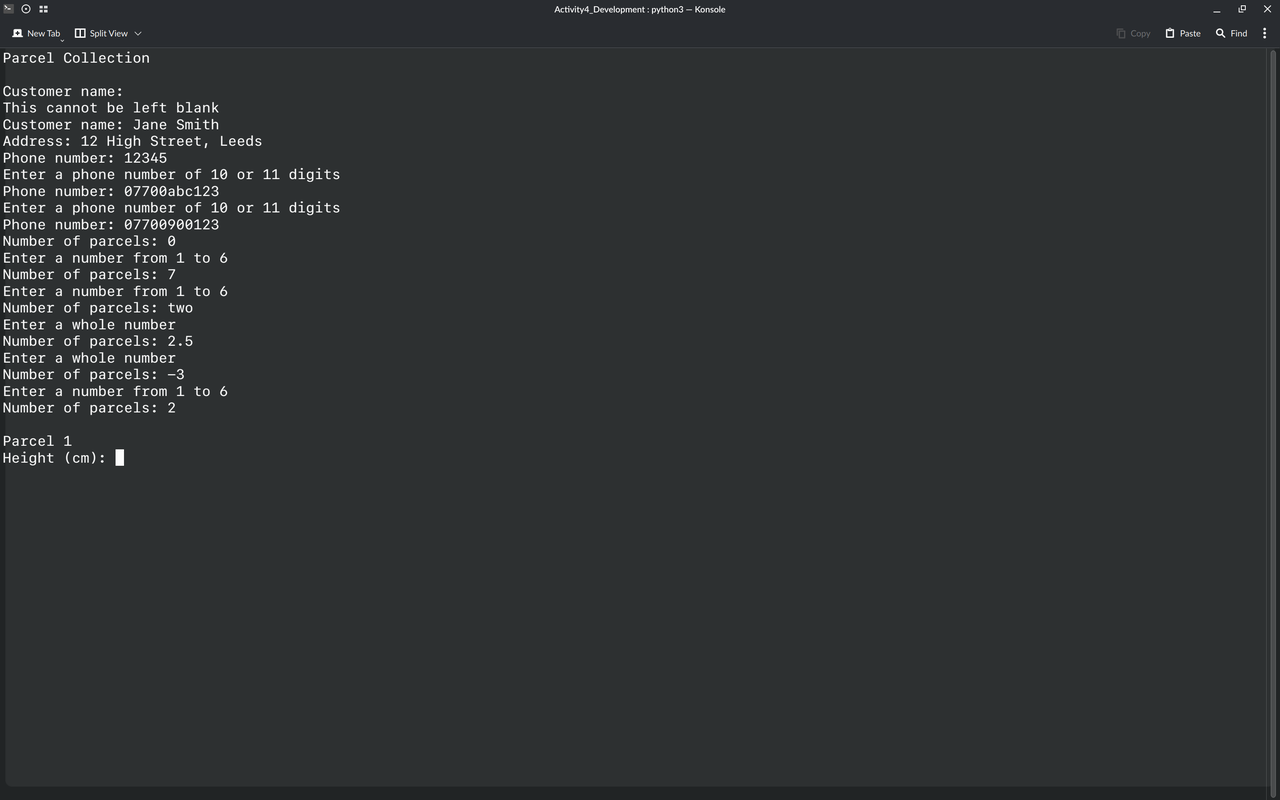 Activity4_Development : python3 — Konsole
New Tab Split View Copy Paste Find
Parcel Collection
Customer name:
This cannot be left blank
Customer name: Jane Smith
Address: 12 High Street, Leeds
Phone number: 12345
Enter a phone number of 10 or 11 digits
Phone number: 07700abc123
Enter a phone number of 10 or 11 digits
Phone number: 07700900123
Number of parcels: 0
Enter a number from 1 to 6
Number of parcels: 7
Enter a number from 1 to 6
Number of parcels: two
Enter a whole number
Number of parcels: 2.5
Enter a whole number
Number of parcels: -3
Enter a number from 1 to 6
Number of parcels: 2
Parcel 1
Height (cm):